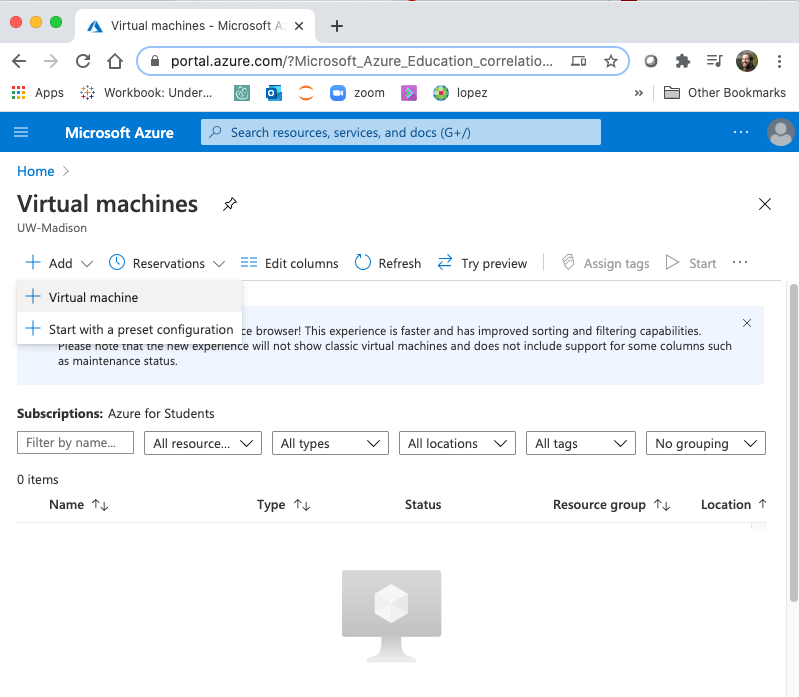 Virtual machines - Microsoft Az
portal.azure.com/?Microsoft_Azure_Education_correlatio...
Apps Workbook: Under... zoom lopez » Other Bookmarks
Microsoft Azure Search resources, services, and docs (G+/) ...
Home >
Virtual machines
UW-Madison
Add Reservations Edit columns Refresh Try preview Assign tags Start ...
Virtual machine
Start with a preset configuration
ce browser! This experience is faster and has improved sorting and filtering capabilities.
Please note that the new experience will not show classic virtual machines and does not include support for some columns such
as maintenance status.
Subscriptions: Azure for Students
Filter by name... All resource... All types All locations All tags No grouping
0 items
Name ↑↓ Type ↑↓ Status Resource group ↑↓ Location ↑